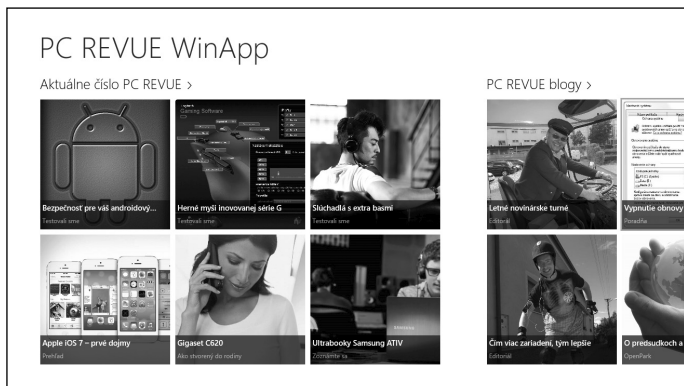 PC REVUE WinApp
Aktuálne číslo PC REVUE >
Bezpečnosť pre váš androidový...
Testovali sme
Gaming Software
Herné myši inovovanej série G
Testovali sme
Slúchadlá s extra basmi
Testovali sme
Apple iOS 7 – prvé dojmy
Prehľad
Gigaset C620
Ako stvorený do rodiny
SAMSUNG
Ultrabooky Samsung ATIV
Zoznámte sa
PC REVUE blogy >
Letné novinárske turné
Editoriál
Vypnutie obnovy
Poradňa
Čím viac zariadení, tým lepšie
Editoriál
O predsudkoch a
OpenPark